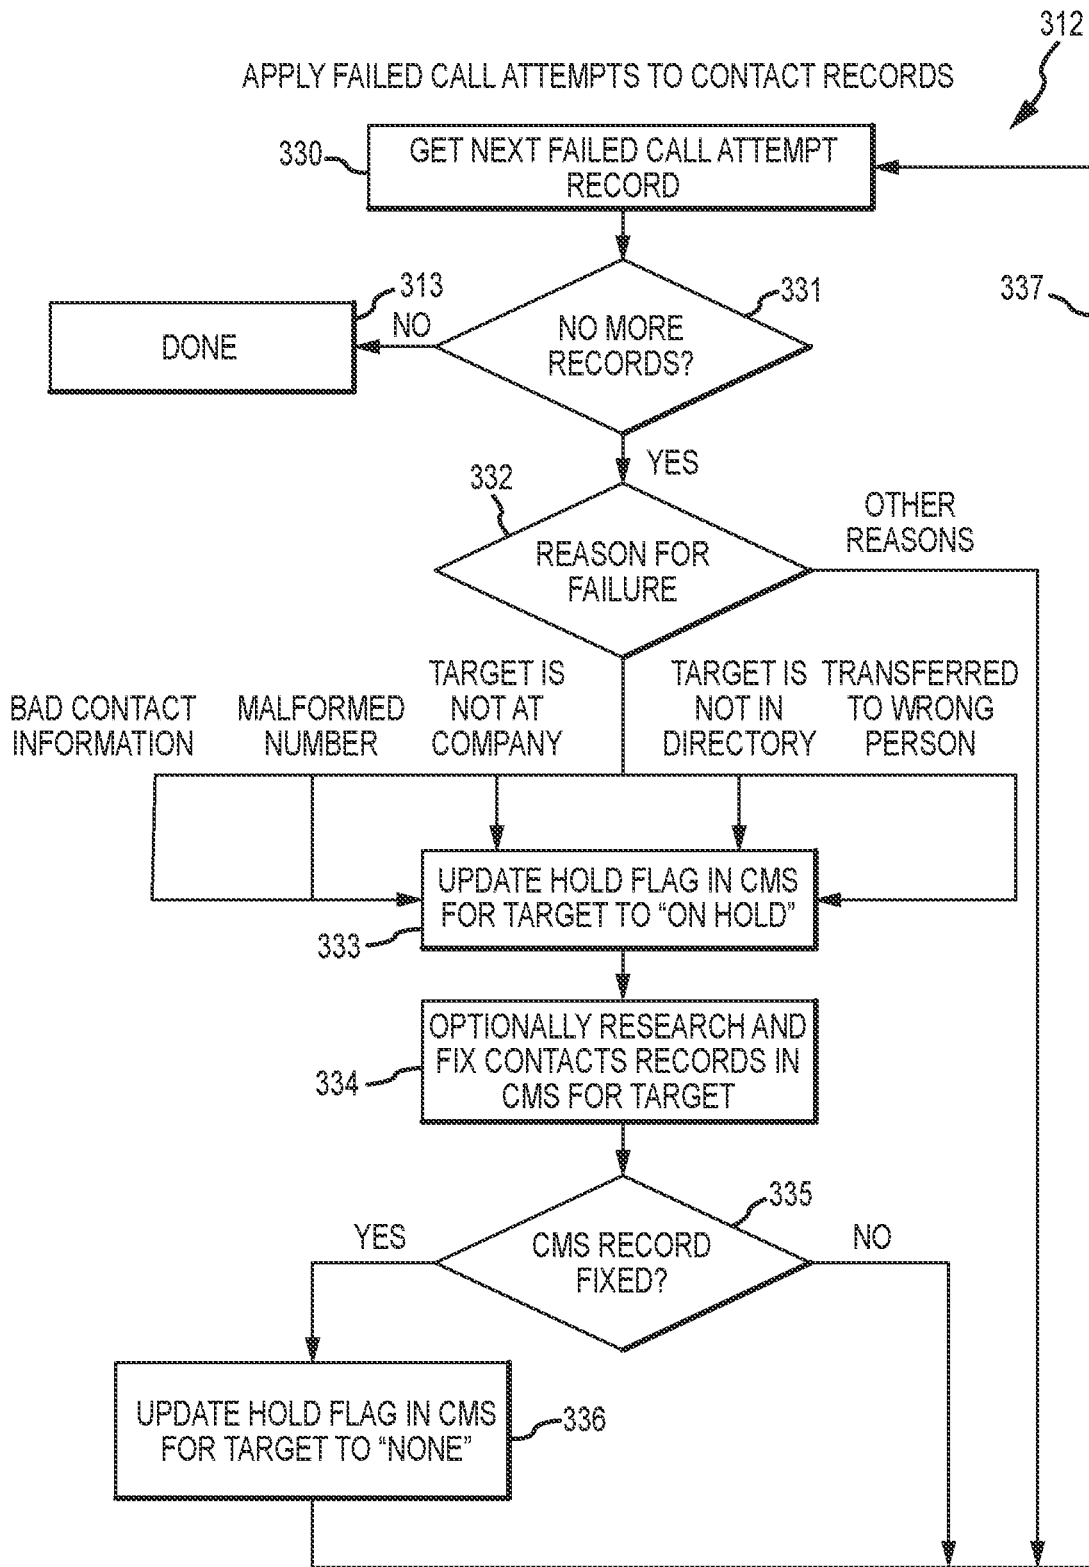 312
APPLY FAILED CALL ATTEMPTS TO CONTACT RECORDS
330
GET NEXT FAILED CALL ATTEMPT
RECORD
313
DONE
NO
331
NO MORE
RECORDS?
337
YES
332
REASON FOR
FAILURE
OTHER
REASONS
BAD CONTACT
INFORMATION
MALFORMED
NUMBER
TARGET IS
NOT AT
COMPANY
TARGET IS
NOT IN
DIRECTORY
TRANSFERRED
TO WRONG
PERSON
UPDATE HOLD FLAG IN CMS
FOR TARGET TO “ON HOLD”
333
OPTIONALLY RESEARCH AND
FIX CONTACTS RECORDS IN
CMS FOR TARGET
334
335
YES
CMS RECORD
FIXED?
NO
UPDATE HOLD FLAG IN CMS
FOR TARGET TO “NONE”
336